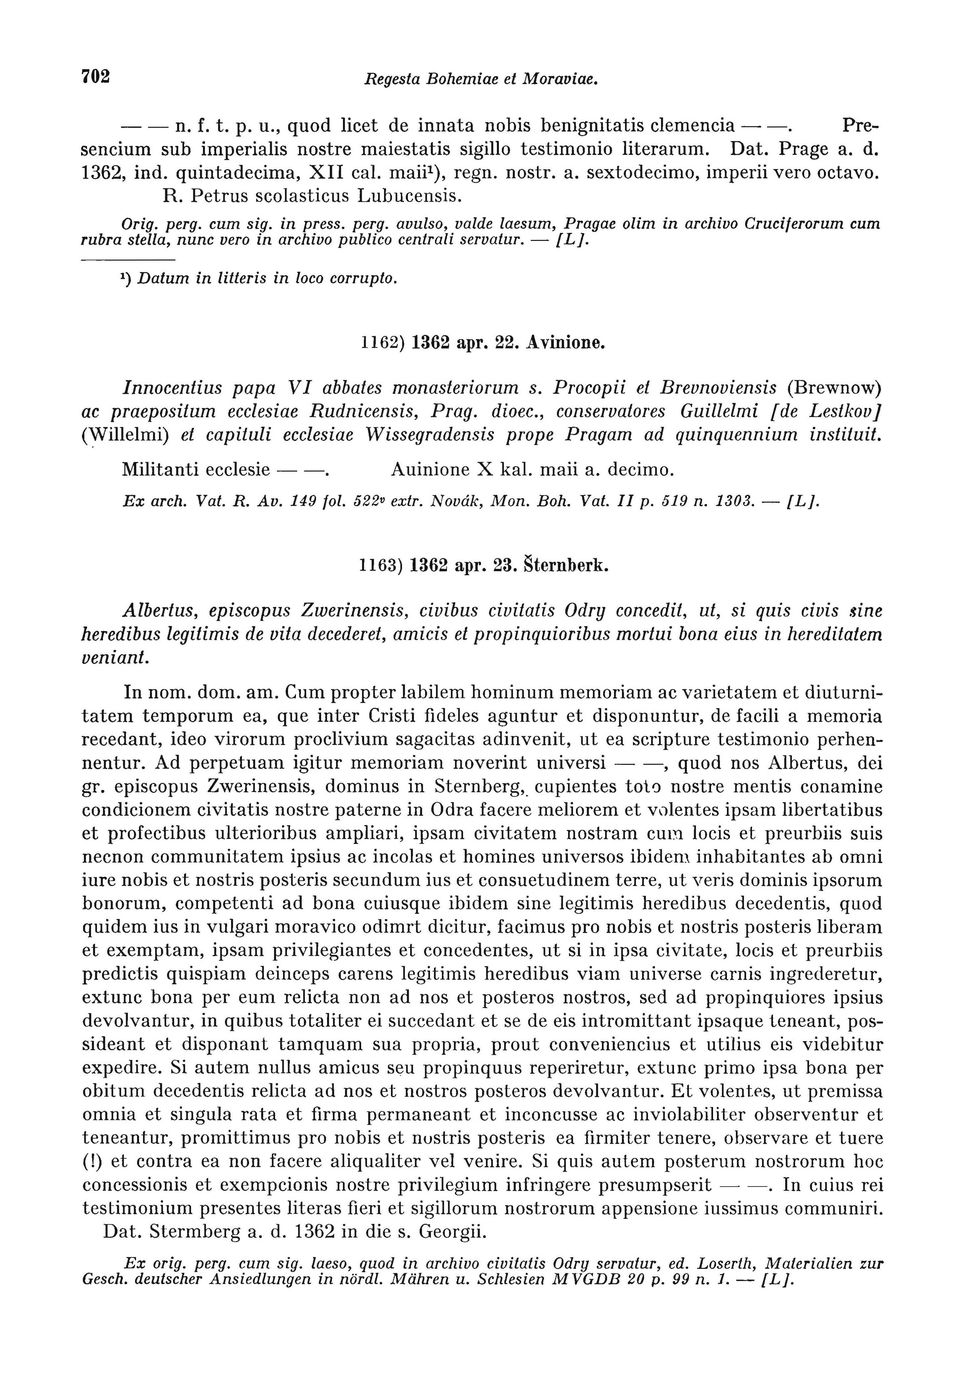 702 Regesta Bohemiae et Moraviae.
— — n. f. t. p. u., quod licet de innata nobis benignitatis clemencia — —. Pre-
sencium sub imperialis nostre maiestatis sigillo testimonio literarum. Dat. Prage a. d.
1362, ind. quintadecima, XII cal. maii¹), regn. nostr. a. sextodecimo, imperii vero octavo.
R. Petrus scolasticus Lubucensis.
Orig. perg. cum sig. in press. perg. avulso, valde laesum, Pragae olim in archivo Cruciferorum cum
rubra stella, nunc vero in archivo publico centrali servatur. — [L].
¹) Datum in litteris in loco corrupto.
1162) 1362 apr. 22. Avinione.
Innocentius papa VI abbates monasteriorum s. Procopii et Brevnoviensis (Brewnow)
ac praepositum ecclesiae Rudnicensis, Prag. dioec., conservatores Guillelmi [de Lestkov]
(Willelmi) et capituli ecclesiae Wissegradensis prope Pragam ad quinquennium instituit.
Militanti ecclesie — —. Auinione X kal. maii a. decimo.
Ex arch. Vat. R. Av. 149 fol. 522ᵛ extr. Novák, Mon. Boh. Vat. II p. 519 n. 1303. — [L].
1163) 1362 apr. 23. Šternberk.
Albertus, episcopus Zwerinensis, civibus civitatis Odry concedit, ut, si quis civis sine
heredibus legitimis de vita decederet, amicis et propinquioribus mortui bona eius in hereditatem
veniant.
In nom. dom. am. Cum propter labilem hominum memoriam ac varietatem et diuturni-
tatem temporum ea, que inter Cristi fideles aguntur et disponuntur, de facili a memoria
recedant, ideo virorum proclivium sagacitas adinvenit, ut ea scripture testimonio perhen-
nentur. Ad perpetuam igitur memoriam noverint universi — —, quod nos Albertus, dei
gr. episcopus Zwerinensis, dominus in Sternberg, cupientes toto nostre mentis conamine
condicionem civitatis nostre paterne in Odra facere meliorem et volentes ipsam libertatibus
et profectibus ulterioribus ampliari, ipsam civitatem nostram cum locis et preurbiis suis
necnon communitatem ipsius ac incolas et homines universos ibidem inhabitantes ab omni
iure nobis et nostris posteris secundum ius et consuetudinem terre, ut veris dominis ipsorum
bonorum, competenti ad bona cuiusque ibidem sine legitimis heredibus decedentis, quod
quidem ius in vulgari moravico odimrt dicitur, facimus pro nobis et nostris posteris liberam
et exemptam, ipsam privilegiantes et concedentes, ut si in ipsa civitate, locis et preurbiis
predictis quispiam deinceps carens legitimis heredibus viam universe carnis ingrederetur,
extunc bona per eum relicta non ad nos et posteros nostros, sed ad propinquiores ipsius
devolvantur, in quibus totaliter ei succedant et se de eis intromittant ipsaque teneant, pos-
sideant et disponant tamquam sua propria, prout conveniencius et utilius eis videbitur
expedire. Si autem nullus amicus seu propinquus reperiretur, extunc primo ipsa bona per
obitum decedentis relicta ad nos et nostros posteros devolvantur. Et volentes, ut premissa
omnia et singula rata et firma permaneant et inconcusse ac inviolabiliter observentur et
teneantur, promittimus pro nobis et nostris posteris ea firmiter tenere, observare et tuere
(!) et contra ea non facere aliqualiter vel venire. Si quis autem posterum nostrorum hoc
concessionis et exempcionis nostre privilegium infringere presumpserit — —. In cuius rei
testimonium presentes literas fieri et sigillorum nostrorum appensione iussimus communiri.
Dat. Stermberg a. d. 1362 in die s. Georgii.
Ex orig. perg. cum sig. laeso, quod in archivo civitatis Odry servatur, ed. Loserth, Materialien zur
Gesch. deutscher Ansiedlungen in nördl. Mähren u. Schlesien MVGDB 20 p. 99 n. 1. — [L].